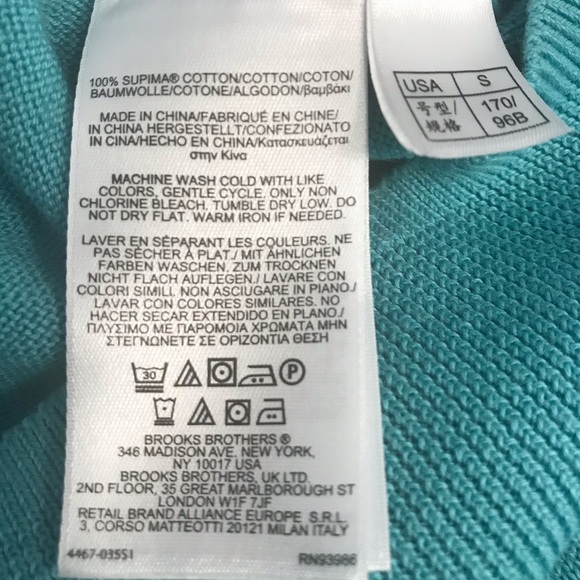 100% SUPIMA® COTTON/COTTON/COTON/
BAUMWOLLE/COTONE/ALGODON/βαμβάκι
MADE IN CHINA/FABRIQUÉ EN CHINE/
IN CHINA HERGESTELLT/CONFEZIONATO
IN CINA/HECHO EN CHINA/Κατασκευάζεται
στην Κίνα
MACHINE WASH COLD WITH LIKE
COLORS, GENTLE CYCLE. ONLY NON
CHLORINE BLEACH. TUMBLE DRY LOW. DO
NOT DRY FLAT. WARM IRON IF NEEDED.
LAVER EN SÉPARANT LES COULEURS. NE
PAS SÉCHER À PLAT./ MIT ÄHNLICHEN
FARBEN WASCHEN. ZUM TROCKNEN
NICHT FLACH AUFLEGEN./ LAVARE CON
COLORI SIMILI. NON ASCIUGARE IN PIANO./
LAVAR CON COLORES SIMILARES. NO
HACER SECAR EXTENDIDO EN PLANO./
ΠΛΥΣΙΜΟ ΜΕ ΠΑΡΟΜΟΙΑ ΧΡΩΜΑΤΑ ΜΗΝ
ΣΤΕΓΝΩΝΕΤΕ ΣΕ ΟΡΙΖΟΝΤΙΑ ΘΕΣΗ
30 P
BROOKS BROTHERS ®
346 MADISON AVE, NEW YORK,
NY 10017 USA
BROOKS BROTHERS, UK LTD.
2ND FLOOR, 35 GREAT MARLBOROUGH ST
LONDON W1F 7JF
RETAIL BRAND ALLIANCE EUROPE S.R.L.
3, CORSO MATTEOTTI 20121 MILAN ITALY
4467-03551 RN93986
USA S
号型/ 170/
规格 96B